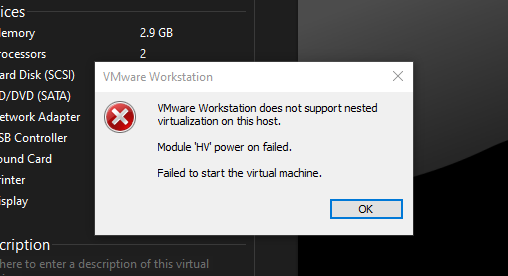 ices
emory 2.9 GB
rocessors 2
ard Disk (SCSI)
D/DVD (SATA)
etwork Adapter
SB Controller
ound Card
rinter
isplay
VMware Workstation
VMware Workstation does not support nested
virtualization on this host.
Module 'HV' power on failed.
Failed to start the virtual machine.
OK
cription
here to enter a description of this virtual